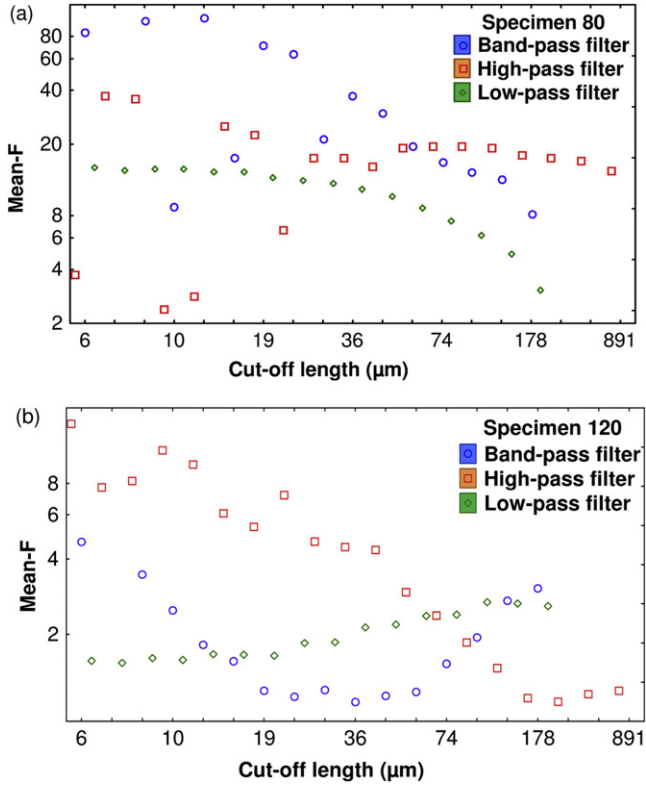 (a)
Specimen 80
Band-pass filter
High-pass filter
Low-pass filter
Mean-F
80
60
40
20
8
6
4
2
6 10 19 36 74 178 891
Cut-off length (µm)
(b)
Specimen 120
Band-pass filter
High-pass filter
Low-pass filter
Mean-F
8
6
4
2
6 10 19 36 74 178 891
Cut-off length (µm)